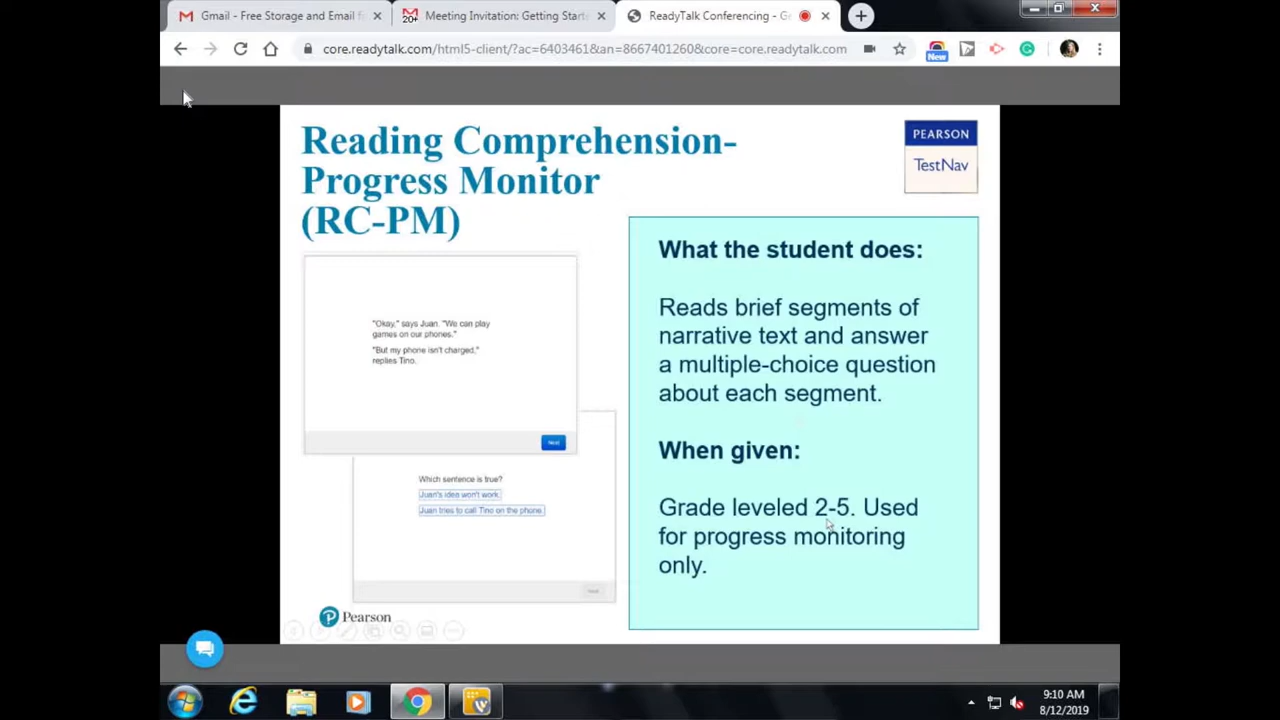 Gmail - Free Storage and Email f
Meeting Invitation: Getting Starte
ReadyTalk Conferencing - Ge
core.readytalk.com/html5-client/?ac=6403461&an=8667401260&core=core.readytalk.com
New
Reading Comprehension-
Progress Monitor
(RC-PM)
PEARSON
TestNav
"Okay," says Juan. "We can play
games on our phones."
"But my phone isn't charged,"
replies Tino.
Next
Which sentence is true?
Juan's idea won't work.
Juan tries to call Tino on the phone.
Next
What the student does:
Reads brief segments of
narrative text and answer
a multiple-choice question
about each segment.
When given:
Grade leveled 2-5. Used
for progress monitoring
only.
Pearson
9:10 AM
8/12/2019